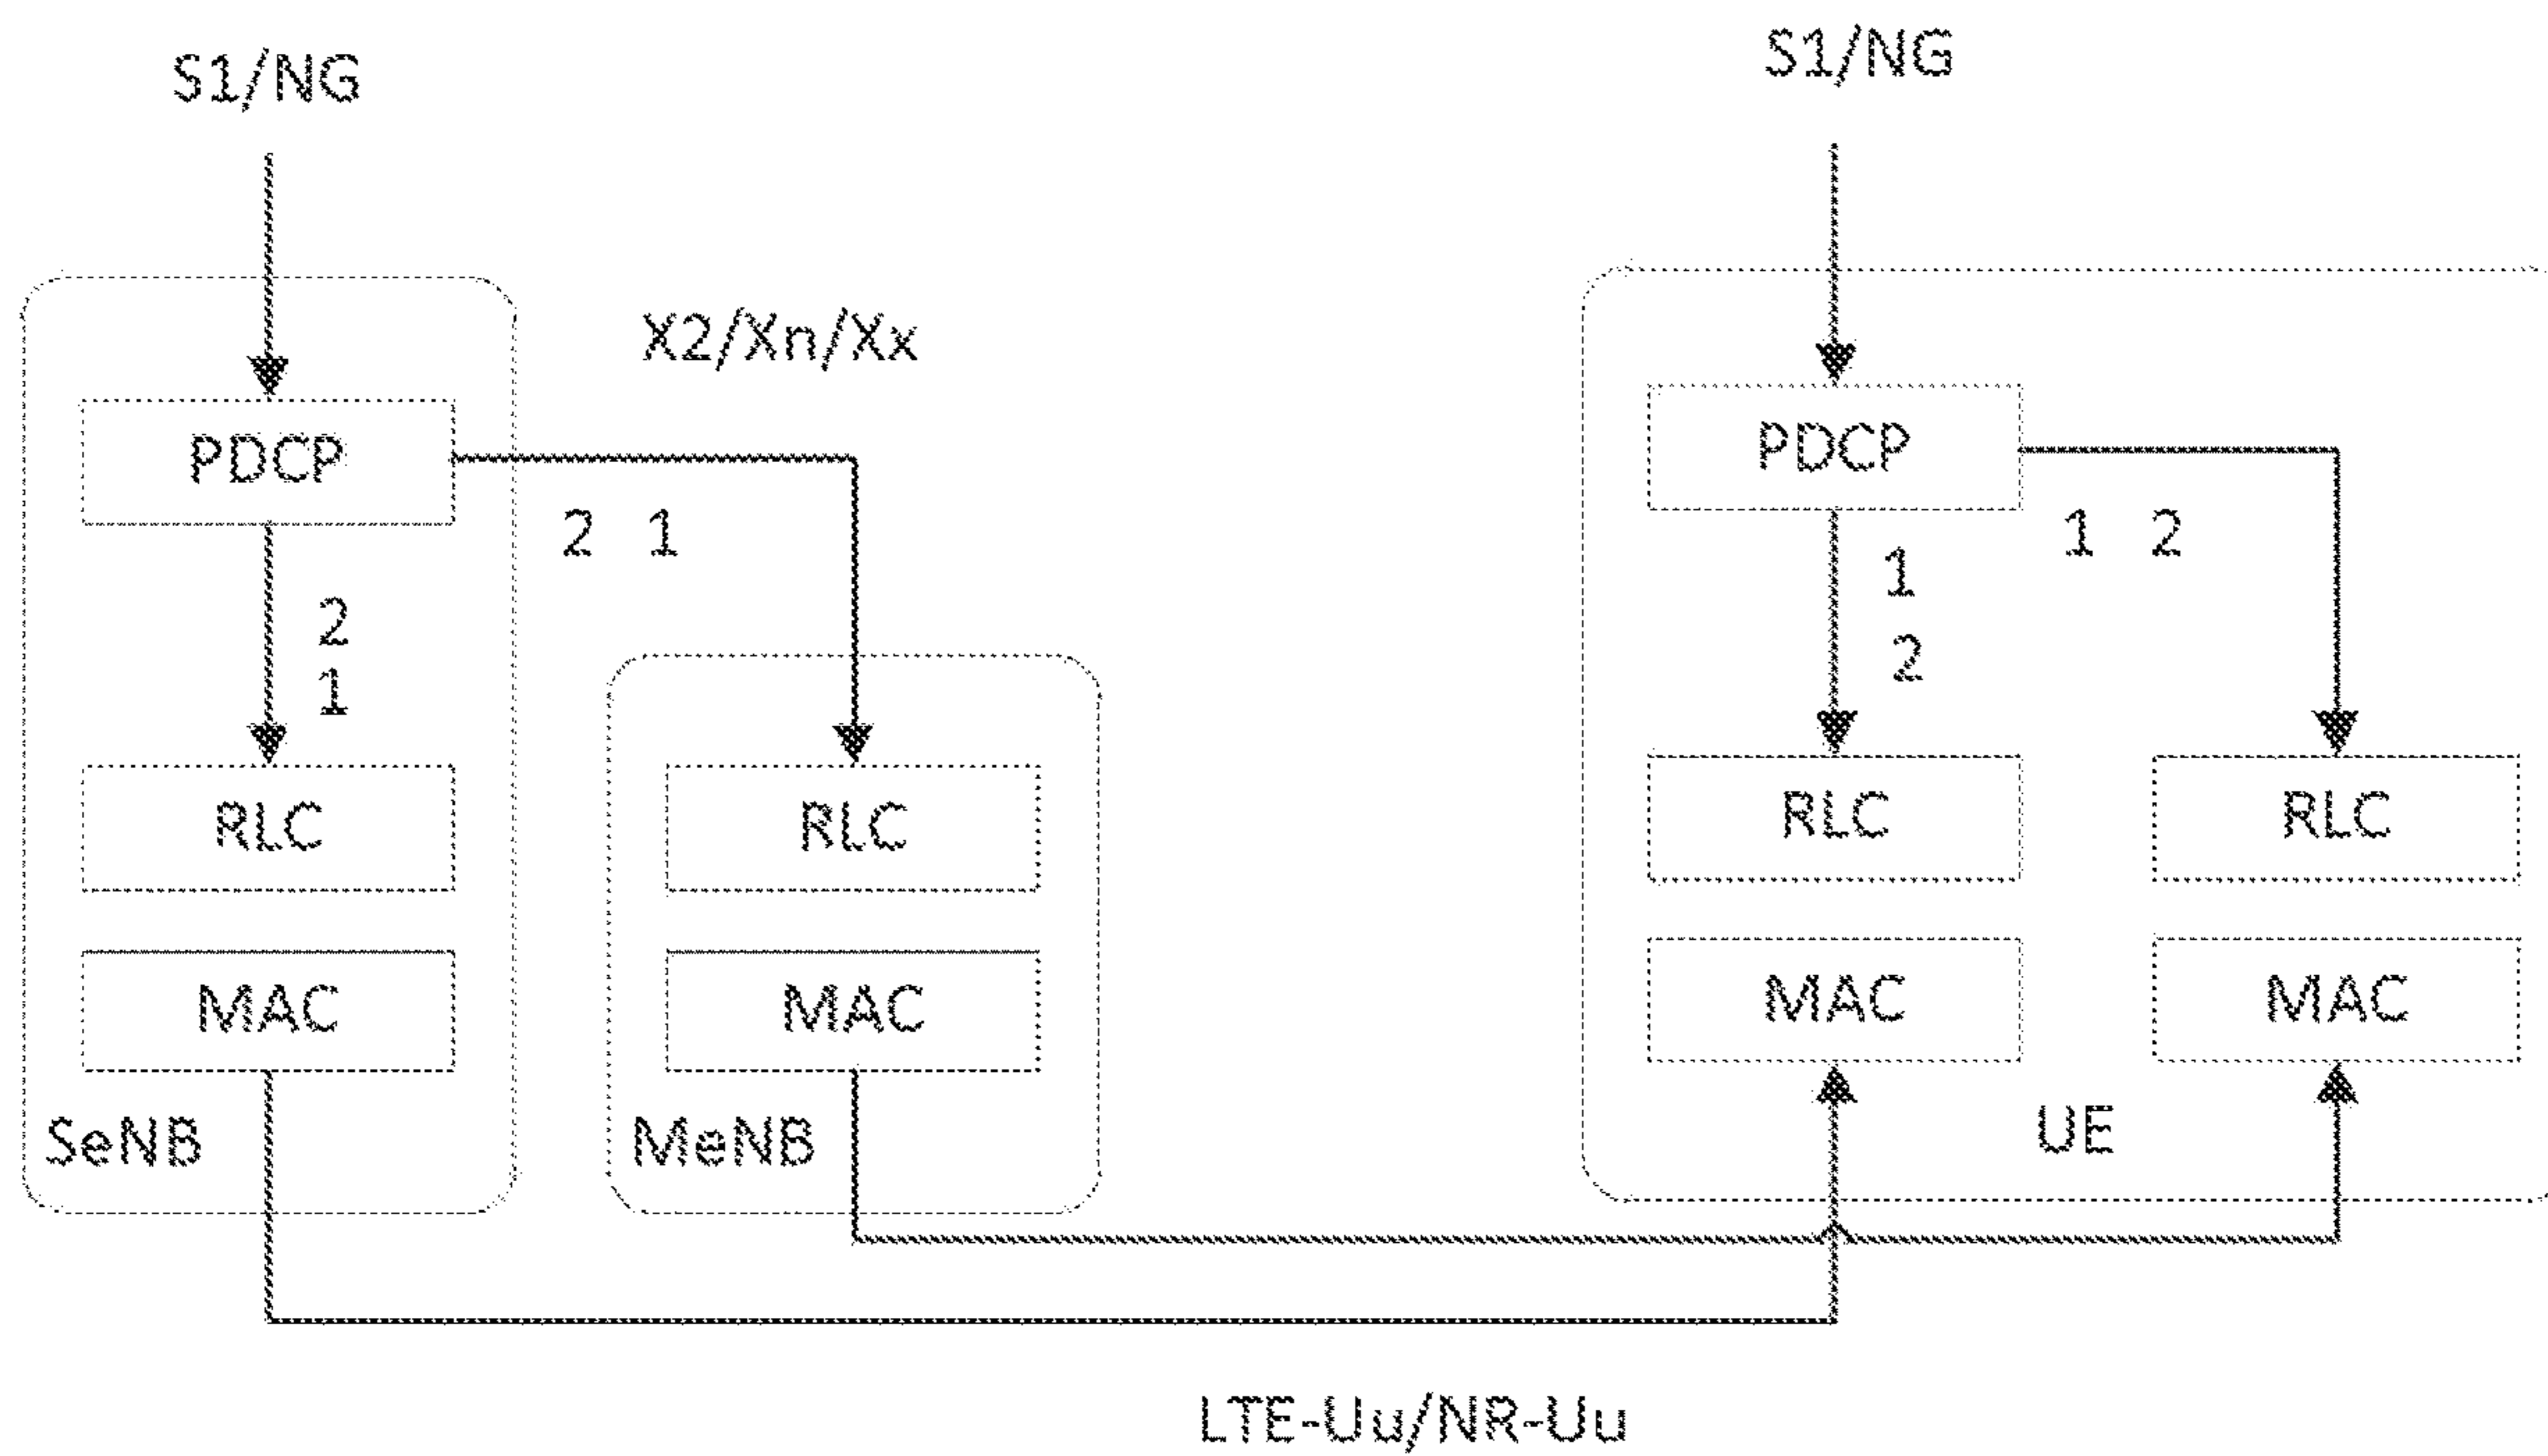 S1/NG
S1/NG
X2/Xn/Xx
PDCP
PDCP
2 1
1 2
1
2
2
1
RLC
RLC
RLC
RLC
MAC
MAC
MAC
MAC
SeNB
MeNB
UE
LTE-Uu/NR-Uu